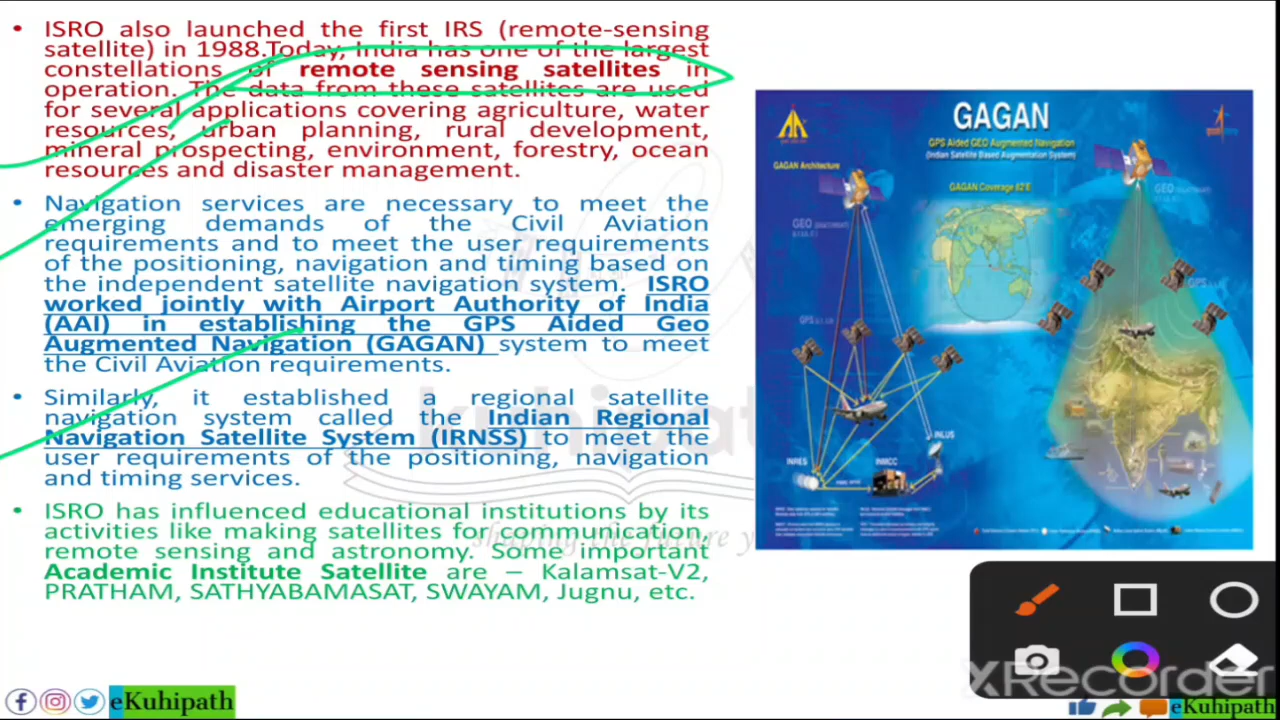 • ISRO also launched the first IRS (remote-sensing
satellite) in 1988.Today, India has one of the largest
constellations of remote sensing satellites in
operation. The data from these satellites are used
for several applications covering agriculture, water
resources, urban planning, rural development,
mineral prospecting, environment, forestry, ocean
resources and disaster management.
• Navigation services are necessary to meet the
emerging demands of the Civil Aviation
requirements and to meet the user requirements
of the positioning, navigation and timing based on
the independent satellite navigation system. ISRO
worked jointly with Airport Authority of India
(AAI) in establishing the GPS Aided Geo
Augmented Navigation (GAGAN) system to meet
the Civil Aviation requirements.
• Similarly, it established a regional satellite
navigation system called the Indian Regional
Navigation Satellite System (IRNSS) to meet the
user requirements of the positioning, navigation
and timing services.
• ISRO has influenced educational institutions by its
activities like making satellites for communication,
remote sensing and astronomy. Some important
Academic Institute Satellite are – Kalamsat-V2,
PRATHAM, SATHYABAMASAT, SWAYAM, Jugnu, etc.
GAGAN
GPS Aided GEO Augmented Navigation
(Indian Satellite Based Augmentation System)
GAGAN Architecture
GAGAN Coverage 82°E
GEO
GEO
GPS
GPS
INLUS
INRES
INMCC
kuhipath
shaping the future
XRecorder
eKuhipath
eKuhipath